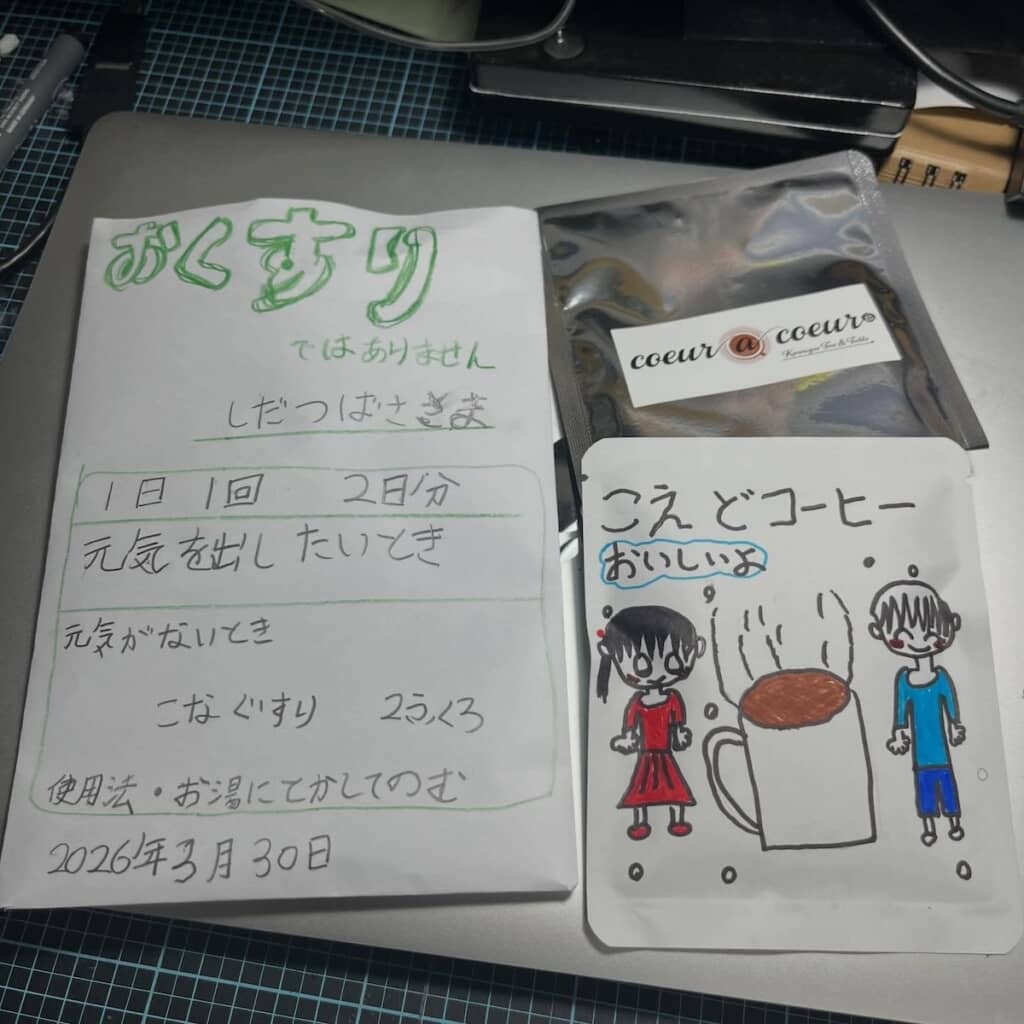 おくすり
ではありません
しだつばささま
1日 1回 2日分
元気を出したいとき
元気がないとき
こなぐすり 2ふくろ
使用法・お湯にとかしてのむ
2026年3月30日
coeur a coeur
こえどコーヒー
おいしいよ